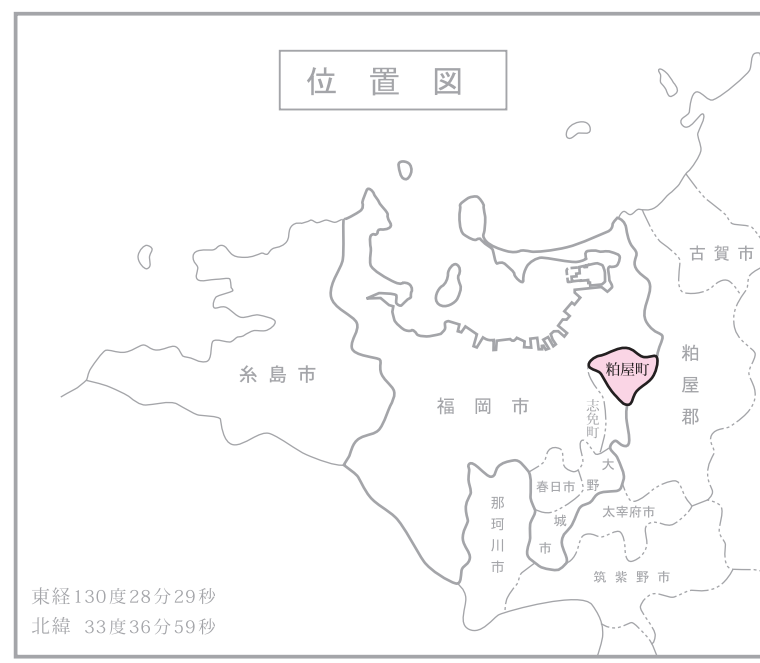 位置図
古賀市
粕屋郡
粕屋町
糸島市
福岡市
志免町
大野城市
春日市
太宰府市
那珂川市
筑紫野市
東経130度28分29秒
北緯 33度36分59秒